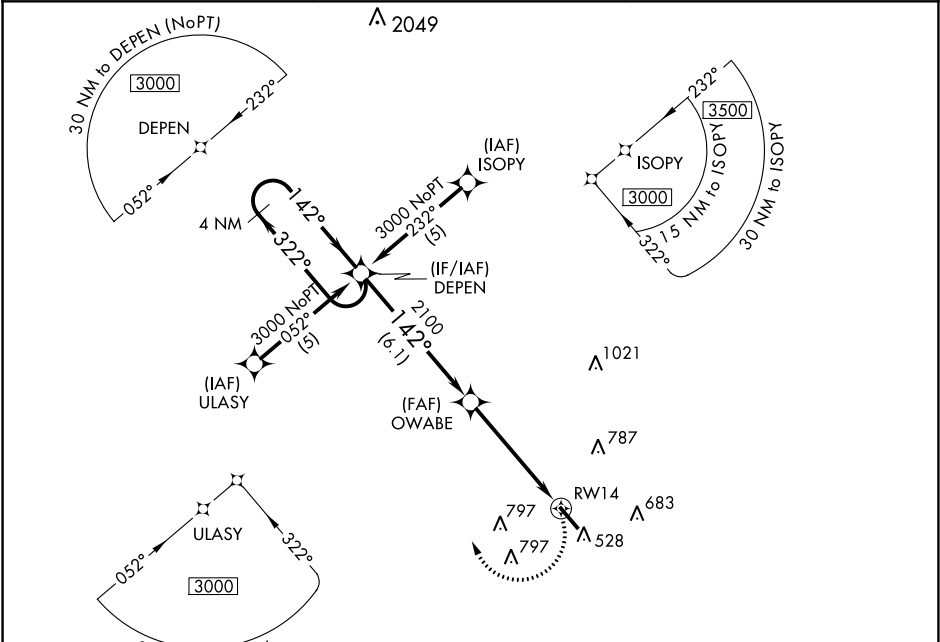 2049
30 NM to DEPEN (NoPT)
3000
232°
DEPEN
052°
232°
3500
ISOPY
3000
15 NM to ISOPY
30 NM to ISOPY
322°
(IAF)
ISOPY
3000 NoPT
232°
(5)
142°
4 NM
322°
(IF/IAF)
DEPEN
3000 NoPT
052°
(5)
2100
142°
(6.1)
(IAF)
ULASY
1021
(FAF)
OWABE
787
RW14
683
797
528
797
ULASY
052°
322°
3000